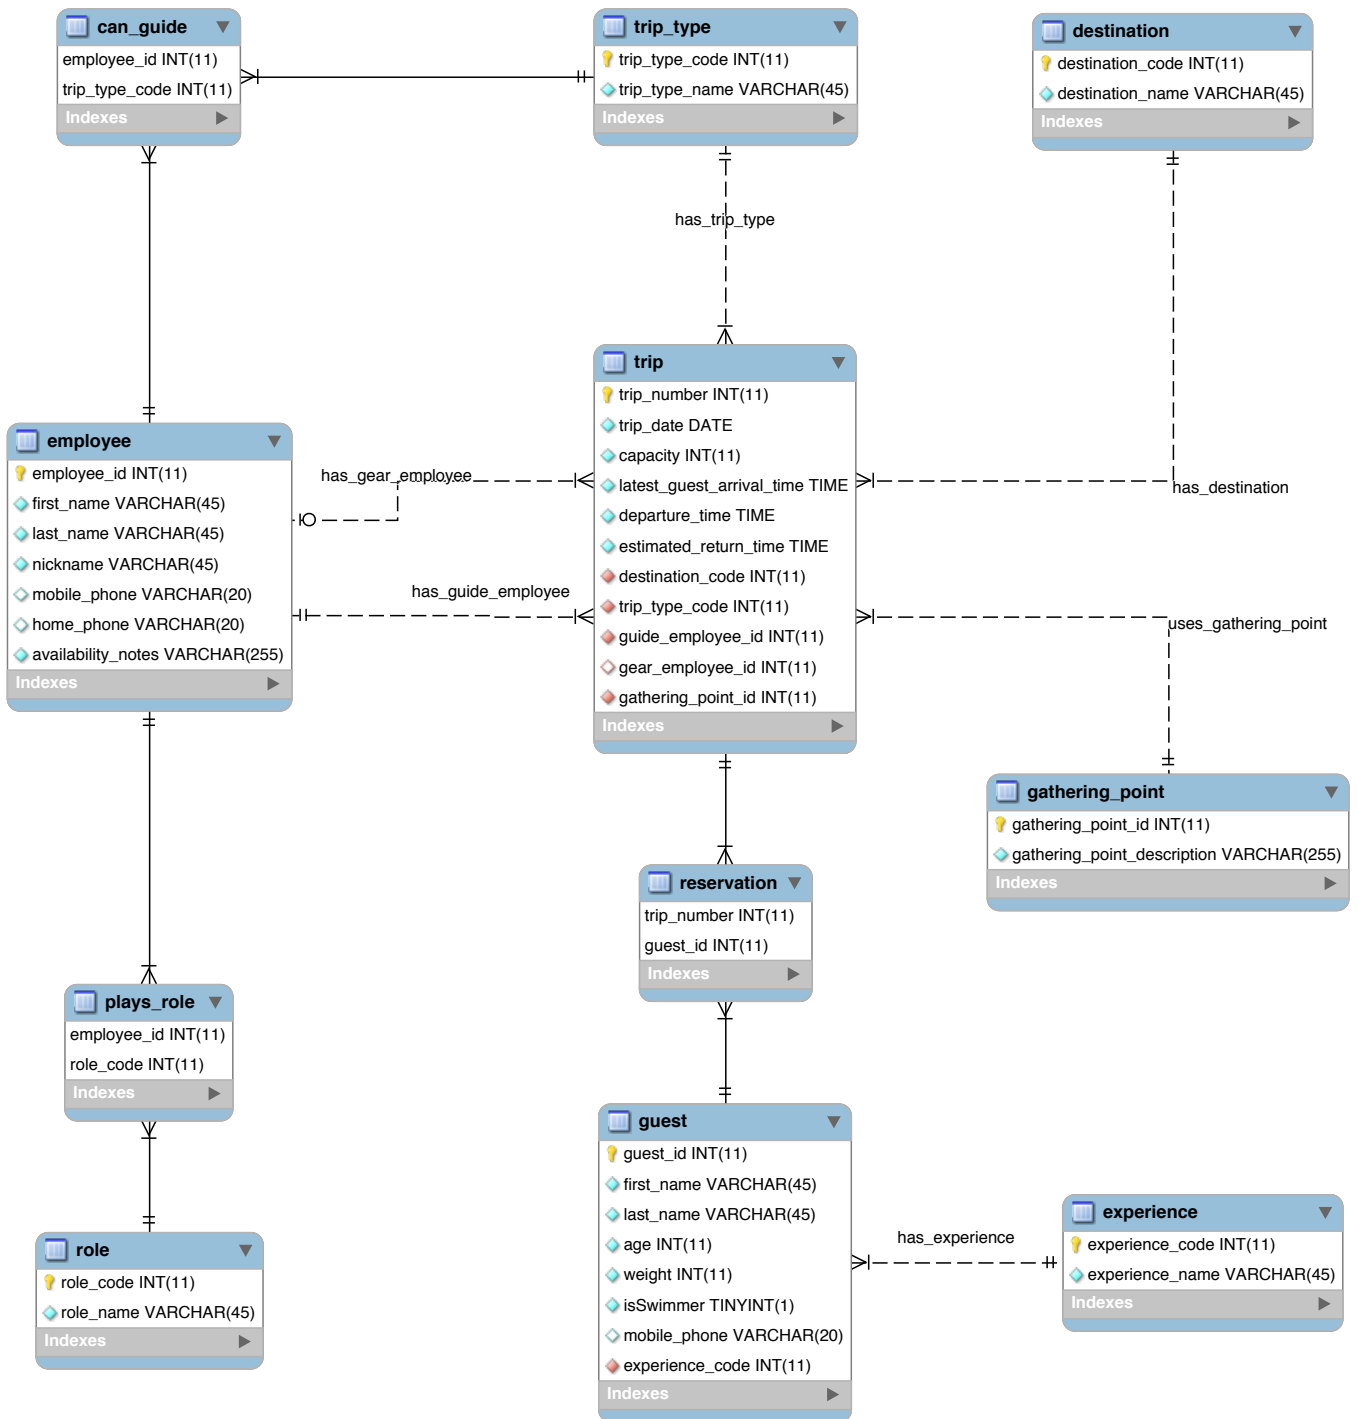 can_guide
employee_id INT(11)
trip_type_code INT(11)
Indexes
trip_type
trip_type_code INT(11)
trip_type_name VARCHAR(45)
Indexes
destination
destination_code INT(11)
destination_name VARCHAR(45)
Indexes
has_trip_type
trip
trip_number INT(11)
trip_date DATE
capacity INT(11)
latest_guest_arrival_time TIME
departure_time TIME
estimated_return_time TIME
destination_code INT(11)
trip_type_code INT(11)
guide_employee_id INT(11)
gear_employee_id INT(11)
gathering_point_id INT(11)
Indexes
employee
employee_id INT(11)
first_name VARCHAR(45)
last_name VARCHAR(45)
nickname VARCHAR(45)
mobile_phone VARCHAR(20)
home_phone VARCHAR(20)
availability_notes VARCHAR(255)
Indexes
has_gear_employee
has_guide_employee
has_destination
uses_gathering_point
gathering_point
gathering_point_id INT(11)
gathering_point_description VARCHAR(255)
Indexes
reservation
trip_number INT(11)
guest_id INT(11)
Indexes
plays_role
employee_id INT(11)
role_code INT(11)
Indexes
role
role_code INT(11)
role_name VARCHAR(45)
Indexes
guest
guest_id INT(11)
first_name VARCHAR(45)
last_name VARCHAR(45)
age INT(11)
weight INT(11)
isSwimmer TINYINT(1)
mobile_phone VARCHAR(20)
experience_code INT(11)
Indexes
has_experience
experience
experience_code INT(11)
experience_name VARCHAR(45)
Indexes